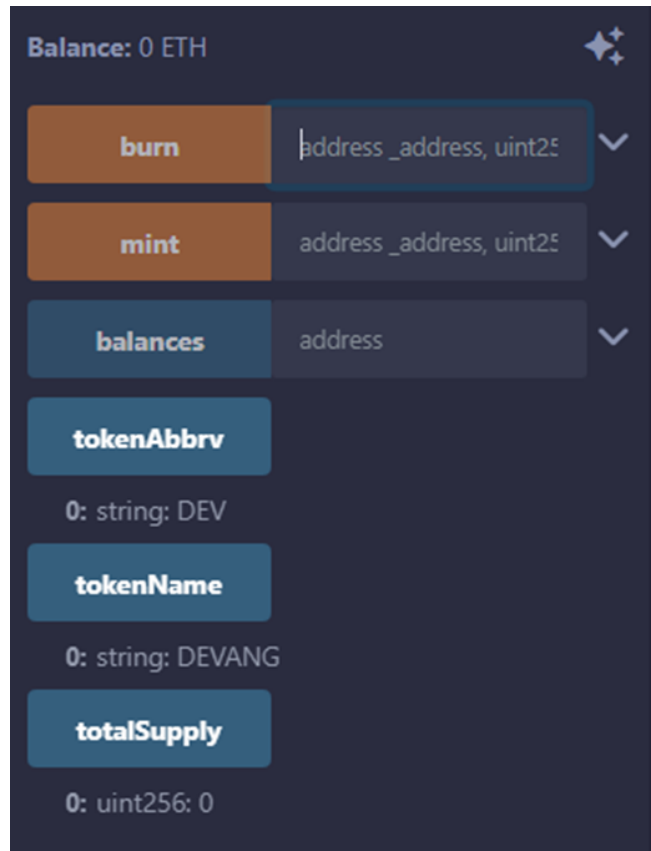 Balance: 0 ETH
burn address _address, uint25
mint address _address, uint25
balances address
tokenAbbrv
0: string: DEV
tokenName
0: string: DEVANG
totalSupply
0: uint256: 0